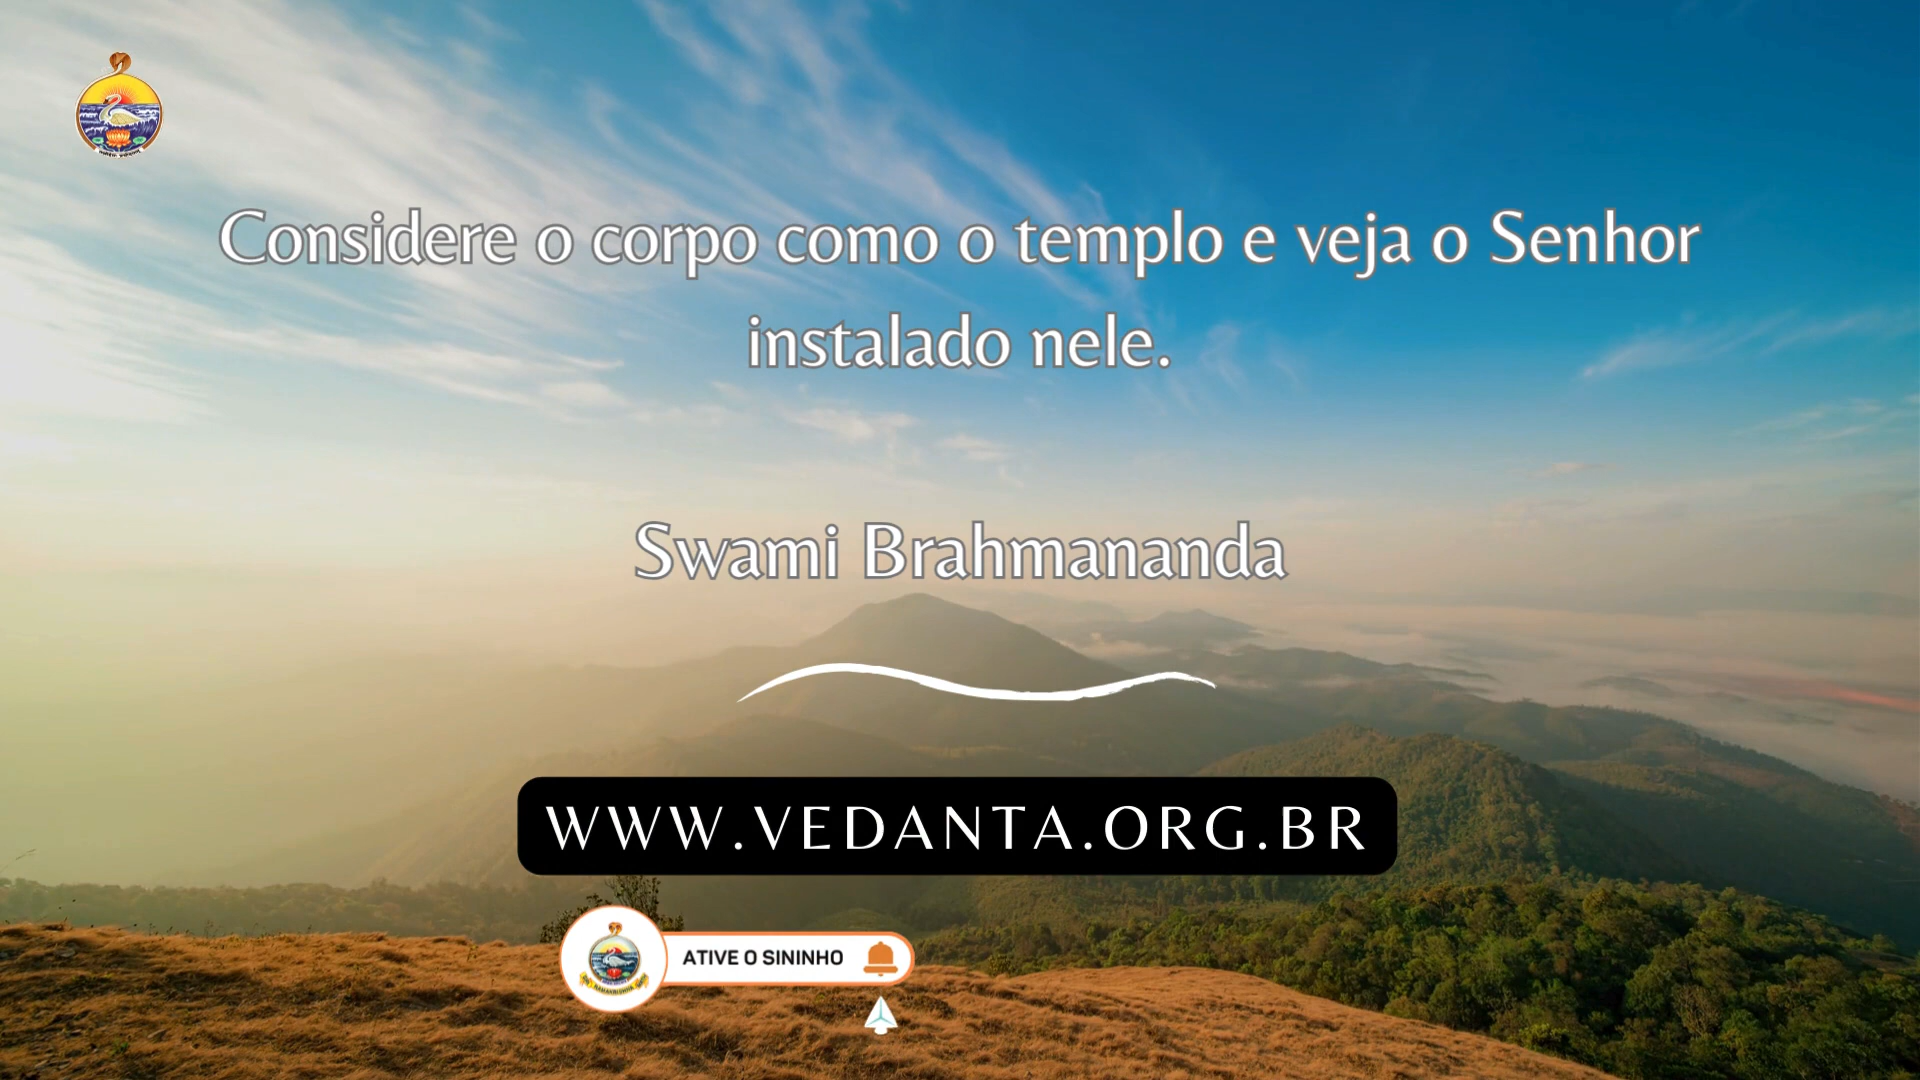 Considere o corpo como o templo e veja o Senhor
instalado nele.
Swami Brahmananda
WWW.VEDANTA.ORG.BR
ATIVE O SININHO